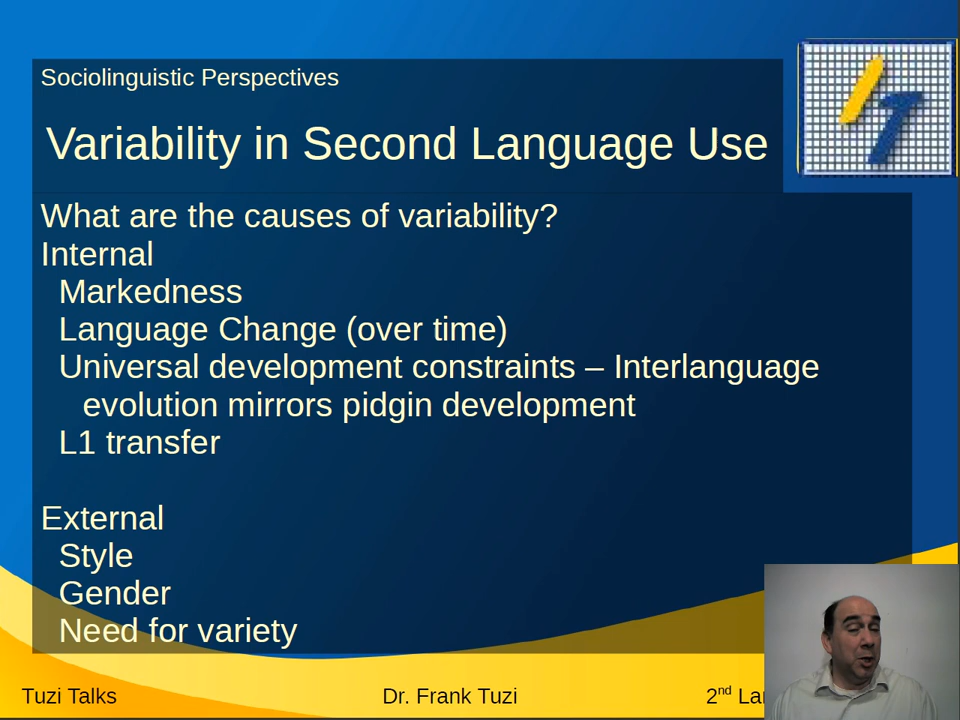 Sociolinguistic Perspectives
Variability in Second Language Use
What are the causes of variability?
Internal
Markedness
Language Change (over time)
Universal development constraints – Interlanguage
evolution mirrors pidgin development
L1 transfer
External
Style
Gender
Need for variety
Tuzi Talks Dr. Frank Tuzi 2nd